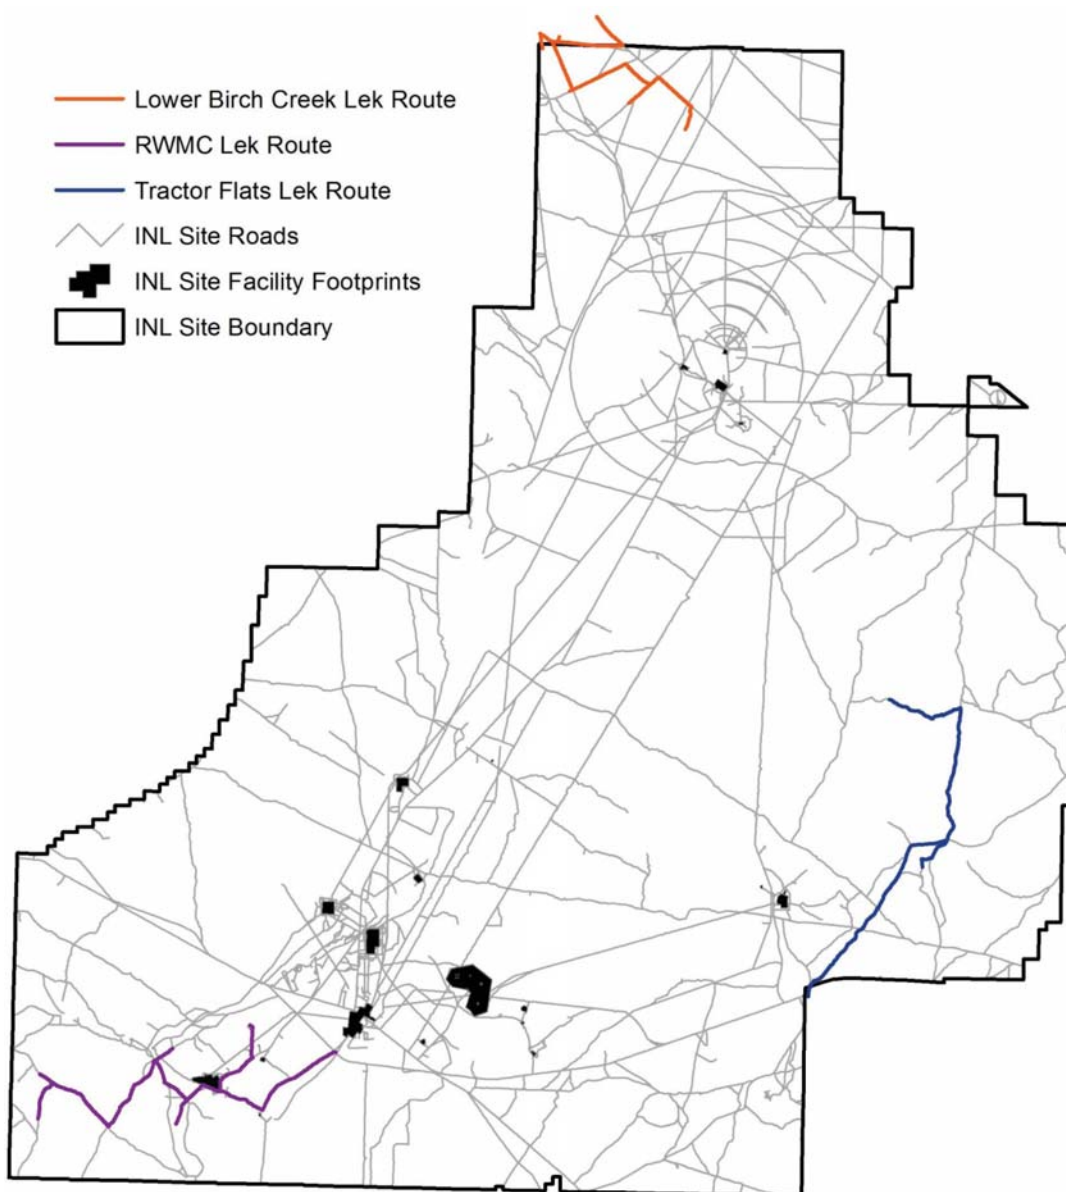 Lower Birch Creek Lek Route
RWMC Lek Route
Tractor Flats Lek Route
INL Site Roads
INL Site Facility Footprints
INL Site Boundary